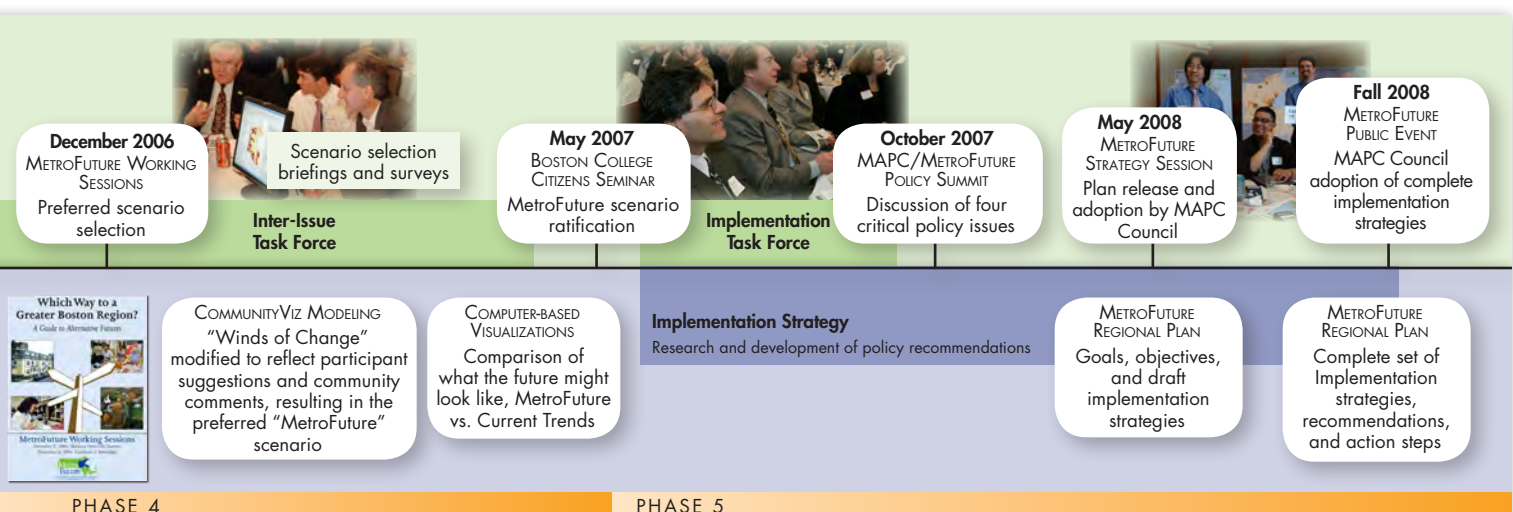 December 2006
METROFUTURE WORKING
SESSIONS
Preferred scenario
selection
Scenario selection
briefings and surveys
Inter-Issue
Task Force
May 2007
BOSTON COLLEGE
CITIZENS SEMINAR
MetroFuture scenario
ratification
Implementation
Task Force
October 2007
MAPC/METROFUTURE
POLICY SUMMIT
Discussion of four
critical policy issues
May 2008
METROFUTURE
STRATEGY SESSION
Plan release and
adoption by MAPC
Council
Fall 2008
METROFUTURE
PUBLIC EVENT
MAPC Council
adoption of complete
implementation
strategies
Which Way to a
Greater Boston Region?
A Guide to Alternative Futures
MetroFuture Working Sessions
COMMUNITYVIZ MODELING
“Winds of Change”
modified to reflect participant
suggestions and community
comments, resulting in the
preferred “MetroFuture”
scenario
COMPUTER-BASED
VISUALIZATIONS
Comparison of
what the future might
look like, MetroFuture
vs. Current Trends
Implementation Strategy
Research and development of policy recommendations
METROFUTURE
REGIONAL PLAN
Goals, objectives,
and draft
implementation
strategies
METROFUTURE
REGIONAL PLAN
Complete set of
Implementation
strategies,
recommendations,
and action steps
PHASE 4
PHASE 5